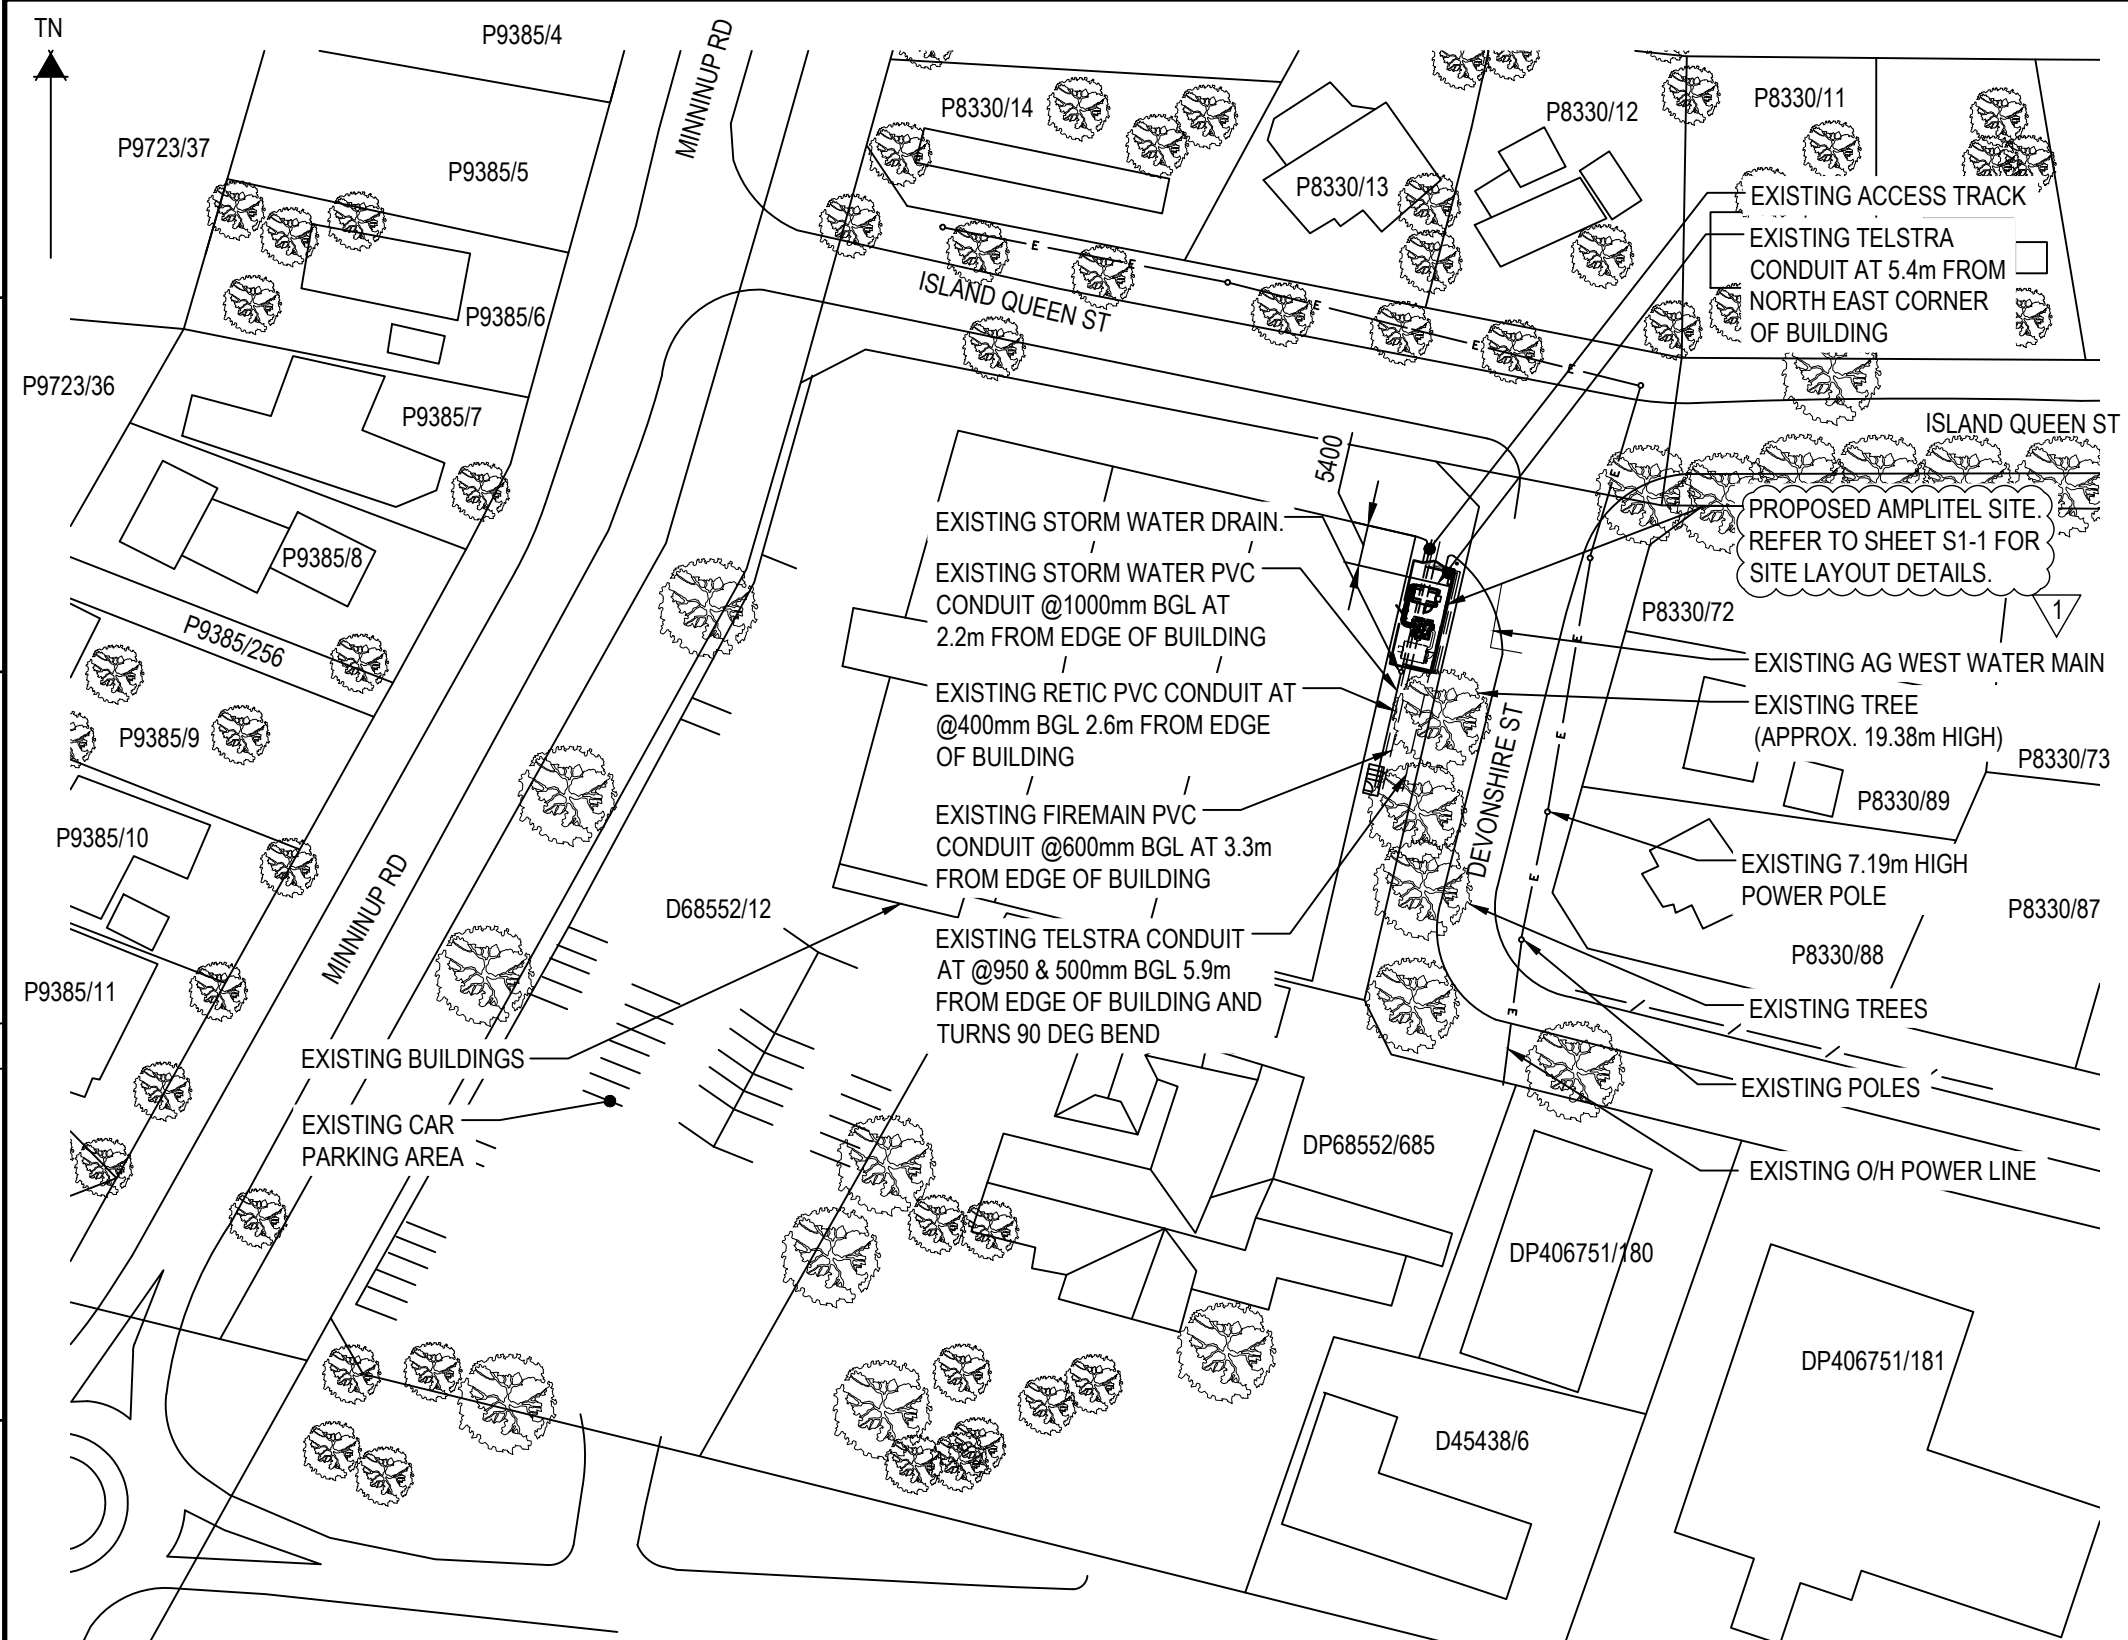 TN
P9385/4
MINNINUP RD
P9723/37
P9385/5
P8330/14
P8330/13
P8330/12
P8330/11
EXISTING ACCESS TRACK
EXISTING TELSTRA
CONDUIT AT 5.4m FROM
NORTH EAST CORNER
OF BUILDING
P9385/6
E
E
E
E
E
ISLAND QUEEN ST
P9723/36
P9385/7
ISLAND QUEEN ST
5400
E
P9385/8
EXISTING STORM WATER DRAIN.
EXISTING STORM WATER PVC
CONDUIT @1000mm BGL AT
2.2m FROM EDGE OF BUILDING
PROPOSED AMPLITEL SITE.
REFER TO SHEET S1-1 FOR
SITE LAYOUT DETAILS.
1
P8330/72
E
P9385/256
EXISTING AG WEST WATER MAIN
EXISTING RETIC PVC CONDUIT AT
@400mm BGL 2.6m FROM EDGE
OF BUILDING
EXISTING TREE
(APPROX. 19.38m HIGH)
P8330/73
P9385/9
E
DEVONSHIRE ST
P8330/89
EXISTING FIREMAIN PVC
CONDUIT @600mm BGL AT 3.3m
FROM EDGE OF BUILDING
P9385/10
EXISTING 7.19m HIGH
POWER POLE
E
MINNINUP RD
D68552/12
P8330/87
EXISTING TELSTRA CONDUIT
AT @950 & 500mm BGL 5.9m
FROM EDGE OF BUILDING AND
TURNS 90 DEG BEND
P8330/88
P9385/11
E
EXISTING TREES
EXISTING BUILDINGS
EXISTING POLES
EXISTING CAR
PARKING AREA
DP68552/685
EXISTING O/H POWER LINE
DP406751/180
DP406751/181
D45438/6